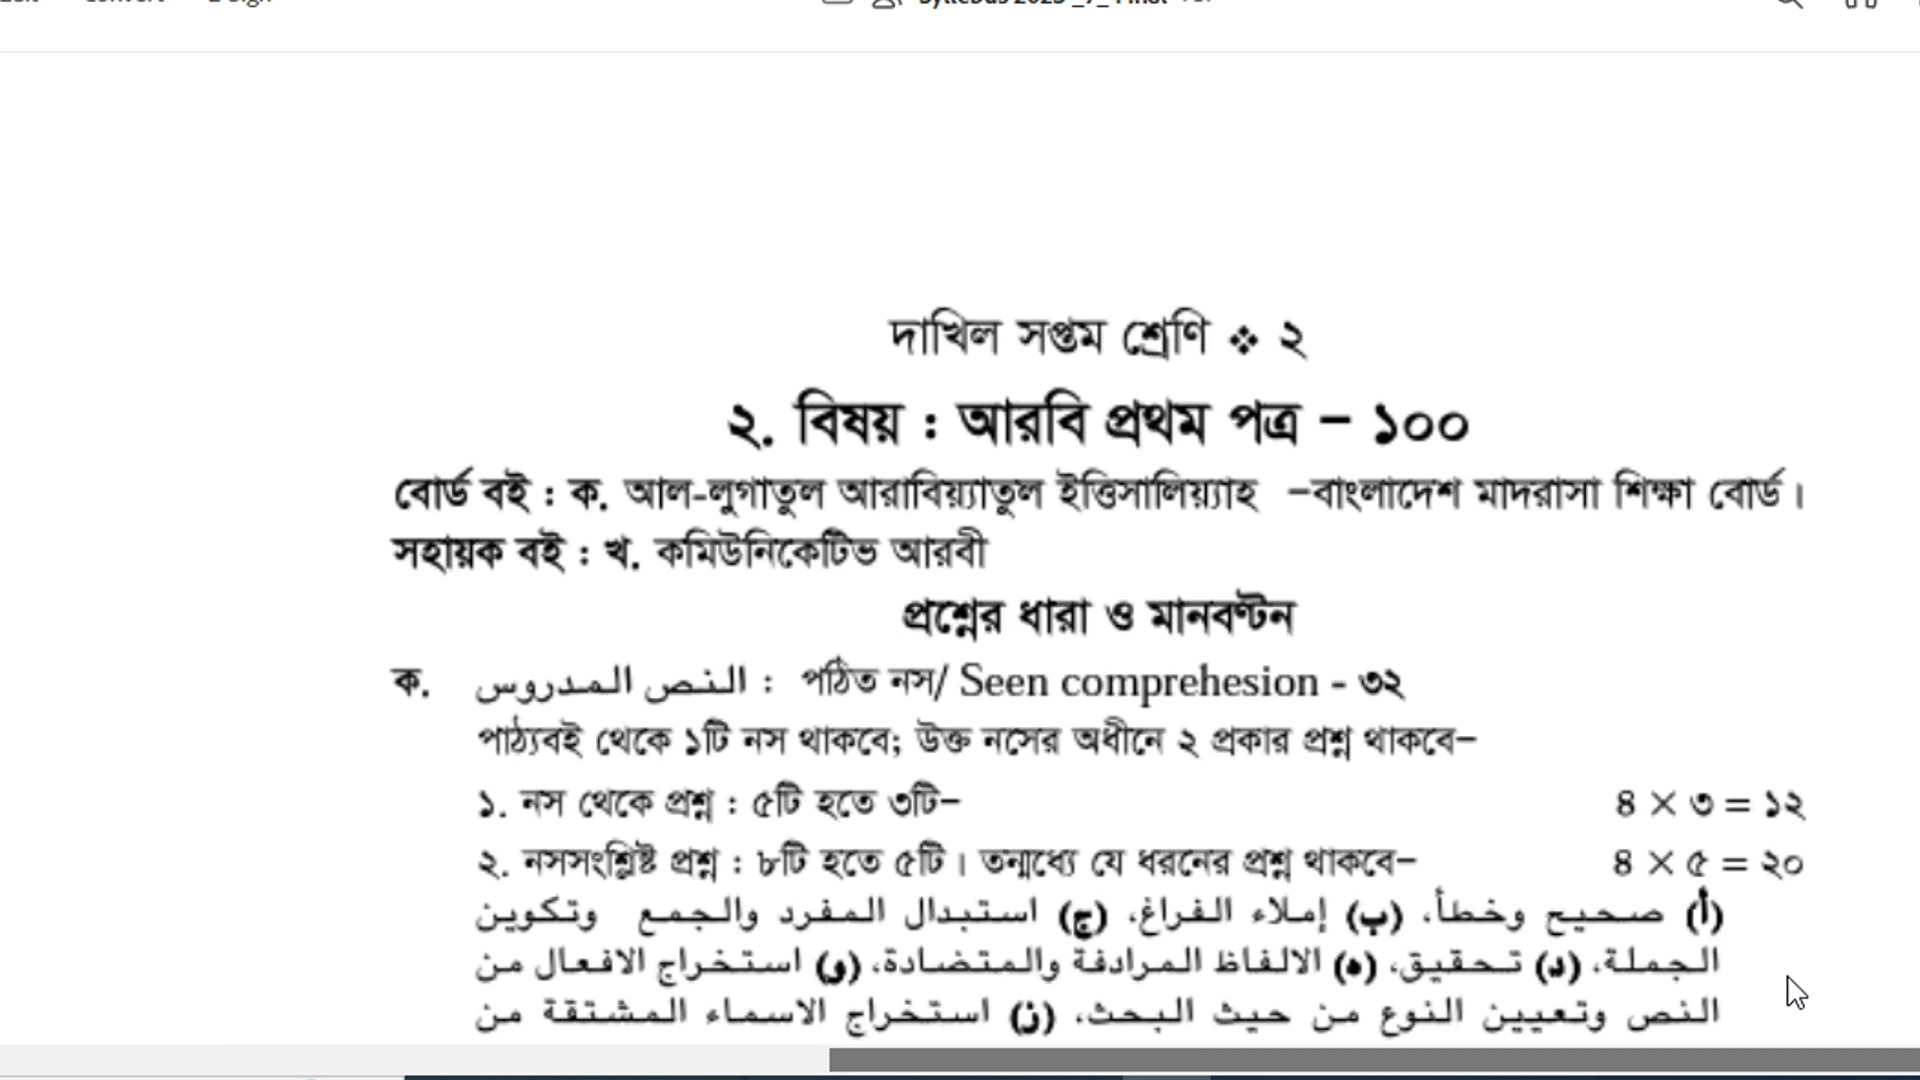 Convert
দাখিল সপ্তম শ্রেণি ❖ ২
২. বিষয় : আরবি প্রথম পত্র – ১০০
বোর্ড বই : ক. আল-লুগাতুল আরাবিয়্যাতুল ইত্তিসালিয়্যাহ –বাংলাদেশ মাদরাসা শিক্ষা বোর্ড।
সহায়ক বই : খ. কমিউনিকেটিভ আরবী
প্রশ্নের ধারা ও মানবণ্টন
ক. النص المدروس : পঠিত নস/ Seen comprehesion - ৩২
পাঠ্যবই থেকে ১টি নস থাকবে; উক্ত নসের অধীনে ২ প্রকার প্রশ্ন থাকবে–
১. নস থেকে প্রশ্ন : ৫টি হতে ৩টি– ৪ × ৩ = ১২
২. নসসংশ্লিষ্ট প্রশ্ন : ৮টি হতে ৫টি। তন্মধ্যে যে ধরনের প্রশ্ন থাকবে– ৪ × ৫ = ২০
(أ) صحيح وخطأ، (ب) إملاء الفراغ، (ج) استبدال المفرد والجمع وتكوين
الجملة، (د) تحقيق، (ه) الالفاظ المرادفة والمتضادة، (و) استخراج الافعال من
النص وتعيين النوع من حيث البحث، (ز) استخراج الاسماء المشتقة من